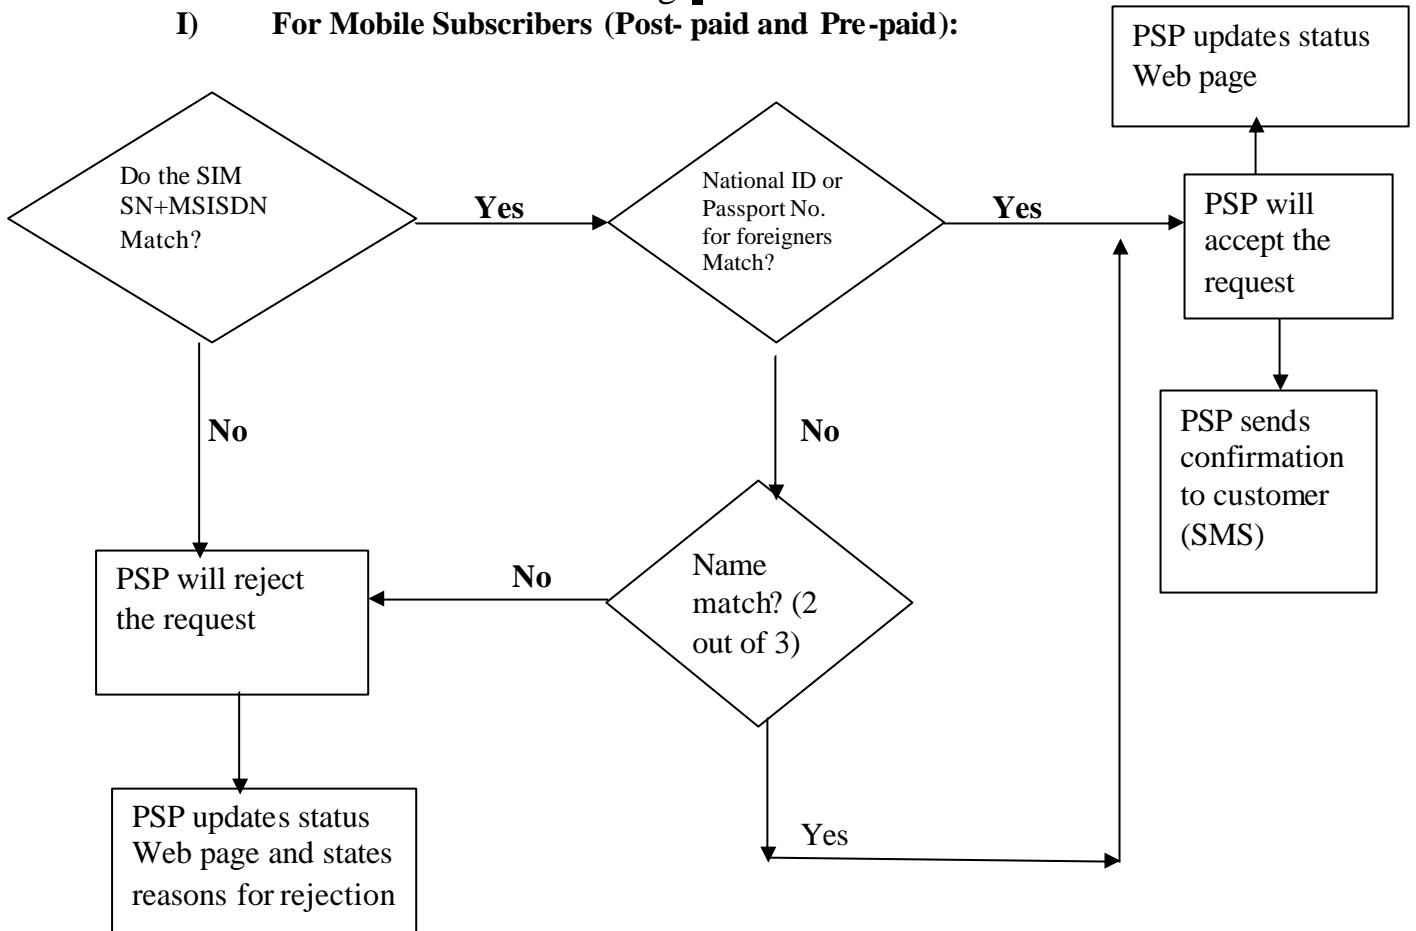 I) For Mobile Subscribers (Post- paid and Pre-paid):
PSP updates status
Web page
Do the SIM
SN+MSISDN
Match?
Yes
National ID or
Passport No.
for foreigners
Match?
Yes
PSP will
accept the
request
No
No
PSP sends
confirmation
to customer
(SMS)
PSP will reject
the request
No
Name
match? (2
out of 3)
PSP updates status
Web page and states
reasons for rejection
Yes